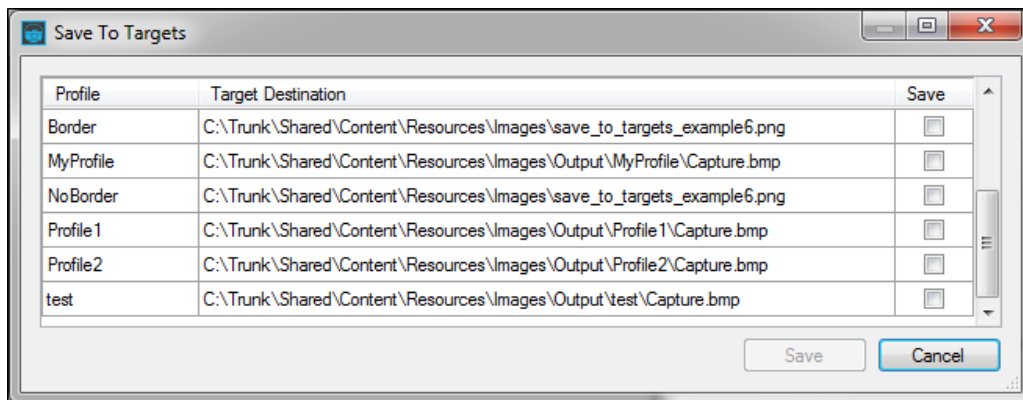 Save To Targets
Profile Target Destination Save
Border C:\Trunk\Shared\Content\Resources\Images\save_to_targets_example6.png
MyProfile C:\Trunk\Shared\Content\Resources\Images\Output\MyProfile\Capture.bmp
NoBorder C:\Trunk\Shared\Content\Resources\Images\save_to_targets_example6.png
Profile1 C:\Trunk\Shared\Content\Resources\Images\Output\Profile1\Capture.bmp
Profile2 C:\Trunk\Shared\Content\Resources\Images\Output\Profile2\Capture.bmp
test C:\Trunk\Shared\Content\Resources\Images\Output\test\Capture.bmp
Save Cancel